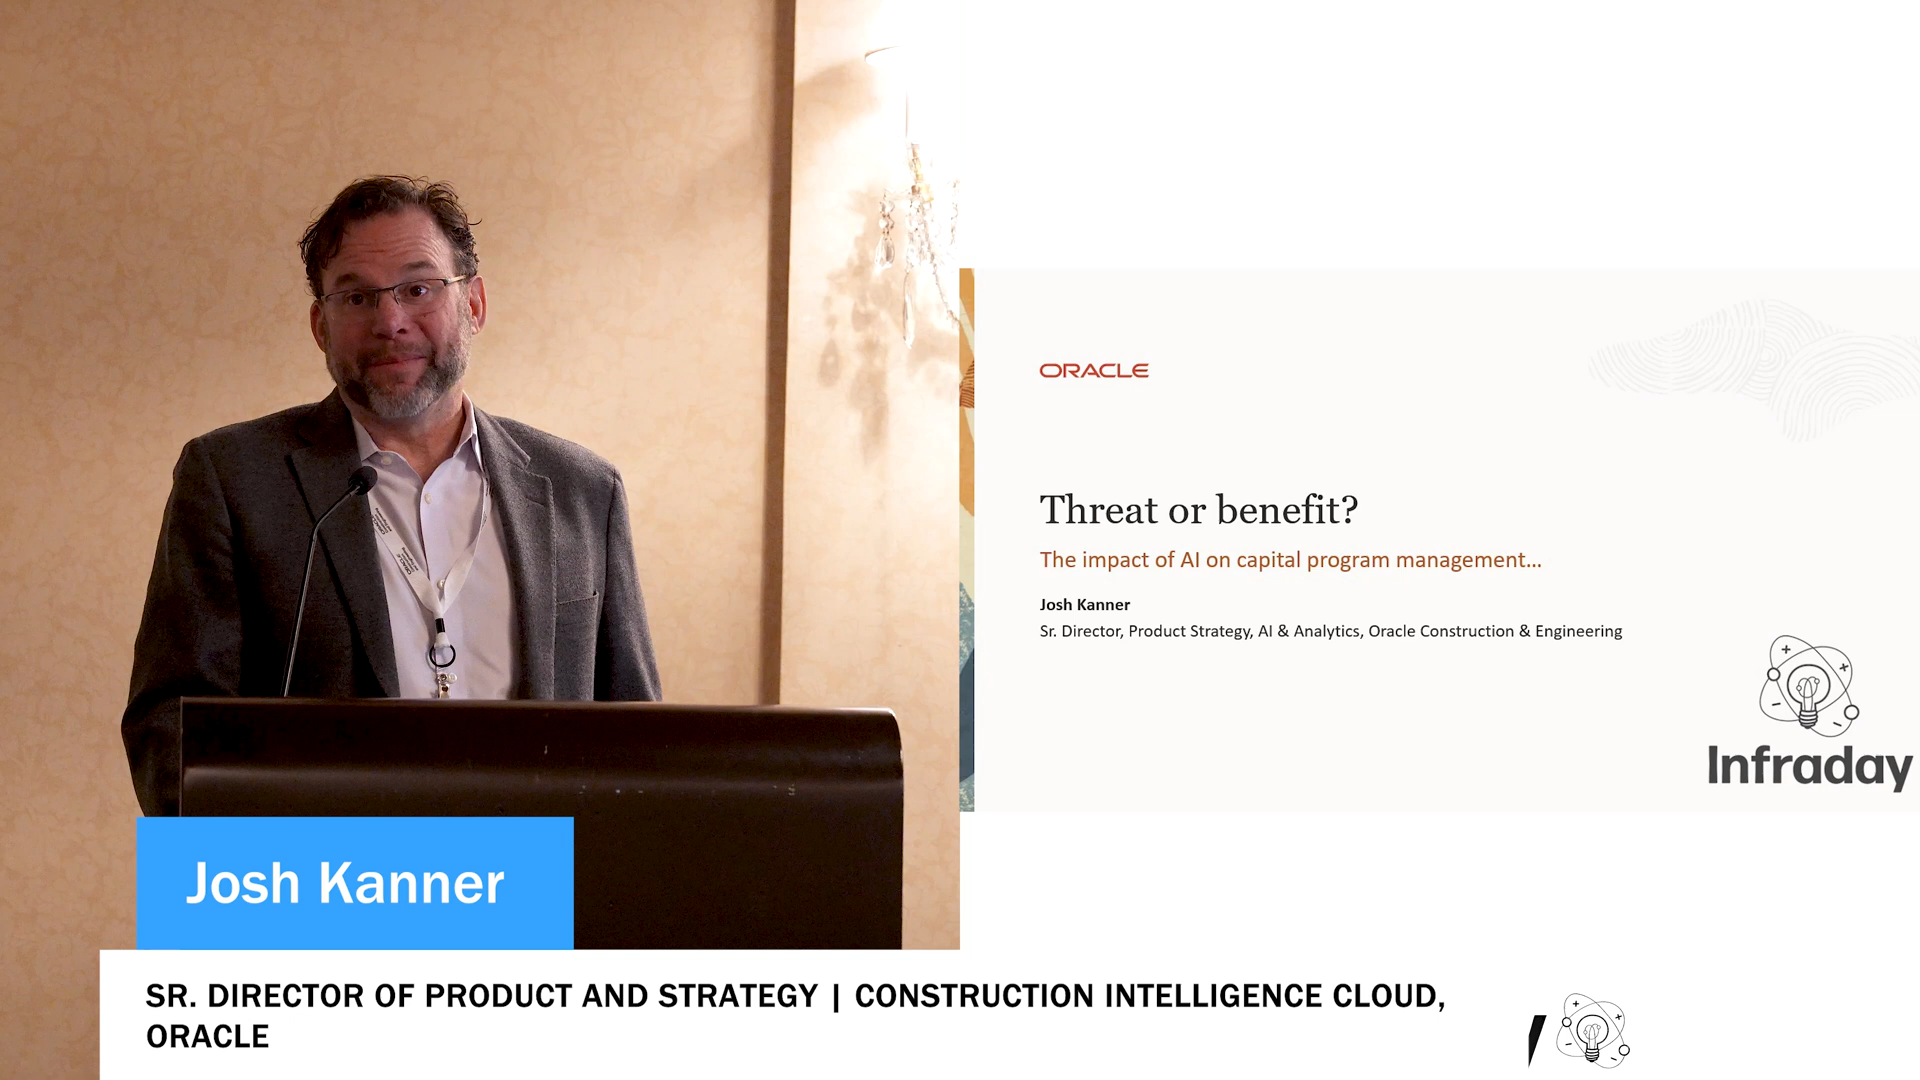 ORACLE
Threat or benefit?
The impact of AI on capital program management...
Josh Kanner
Sr. Director, Product Strategy, AI & Analytics, Oracle Construction & Engineering
Infraday
Josh Kanner
SR. DIRECTOR OF PRODUCT AND STRATEGY | CONSTRUCTION INTELLIGENCE CLOUD,
ORACLE